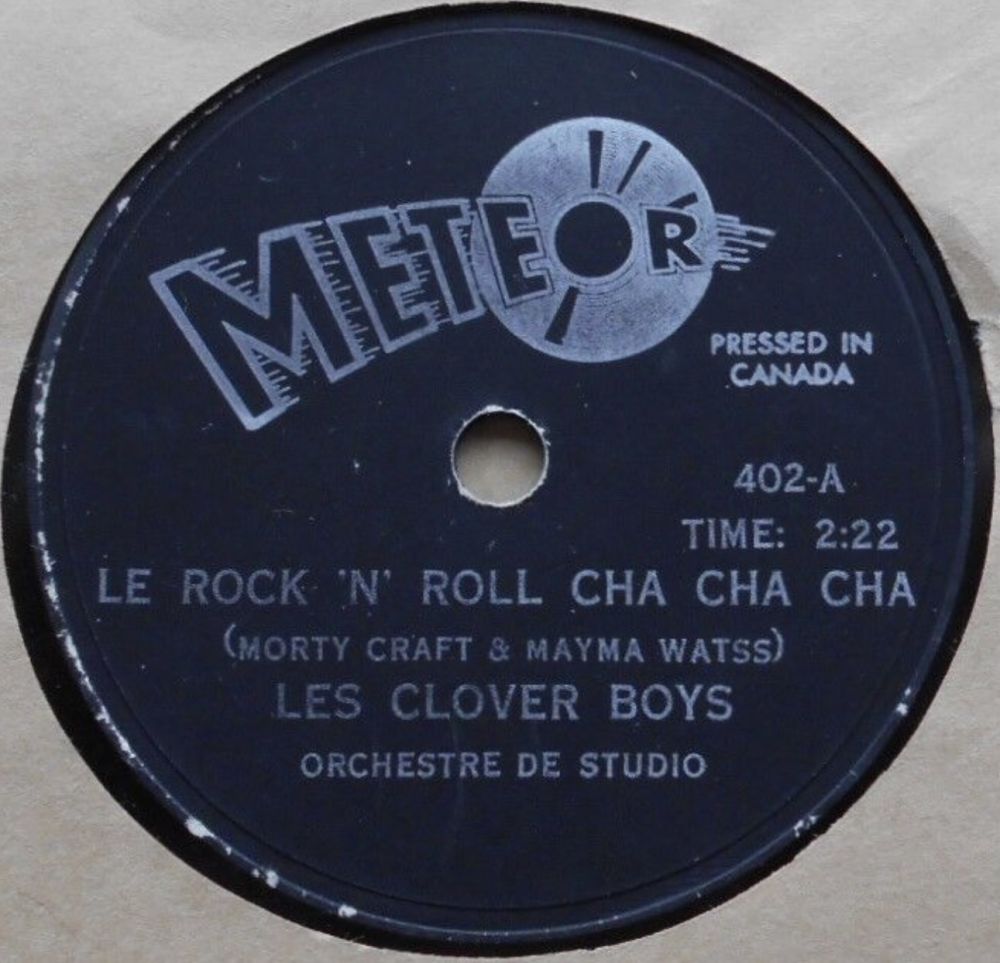 METEOR
PRESSED IN
CANADA
402-A
TIME: 2:22
LE ROCK 'N' ROLL CHA CHA CHA
(MORTY CRAFT & MAYMA WATSS)
LES CLOVER BOYS
ORCHESTRE DE STUDIO